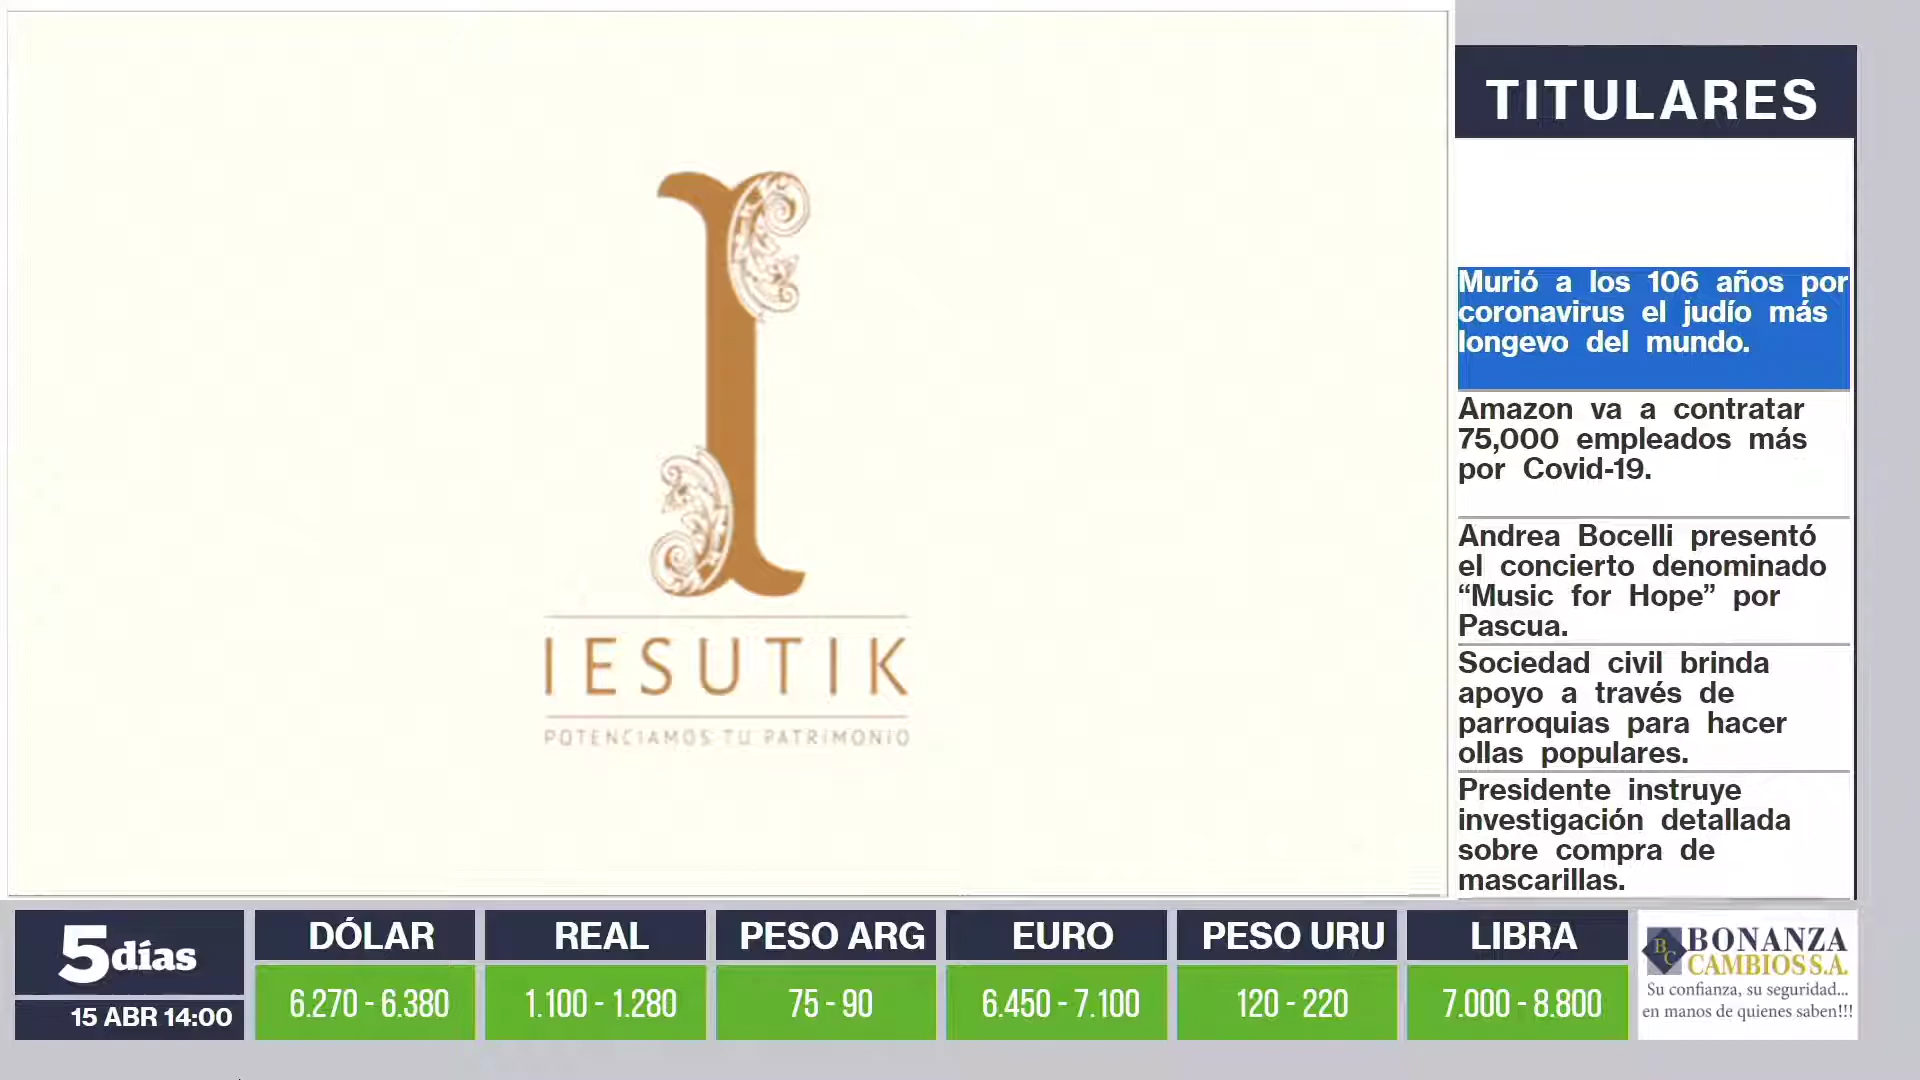 IESUTIK
POTENCIAMOS TU PATRIMONIO
TITULARES
Murió a los 106 años por
coronavirus el judío más
longevo del mundo.
Amazon va a contratar
75,000 empleados más
por Covid-19.
Andrea Bocelli presentó
el concierto denominado
“Music for Hope” por
Pascua.
Sociedad civil brinda
apoyo a través de
parroquias para hacer
ollas populares.
Presidente instruye
investigación detallada
sobre compra de
mascarillas.
5días
15 ABR 14:00
DÓLAR
6.270 - 6.380
REAL
1.100 - 1.280
PESO ARG
75 - 90
EURO
6.450 - 7.100
PESO URU
120 - 220
LIBRA
7.000 - 8.800
BC
BONANZA
CAMBIOS S.A.
Su confianza, su seguridad...
en manos de quienes saben!!!